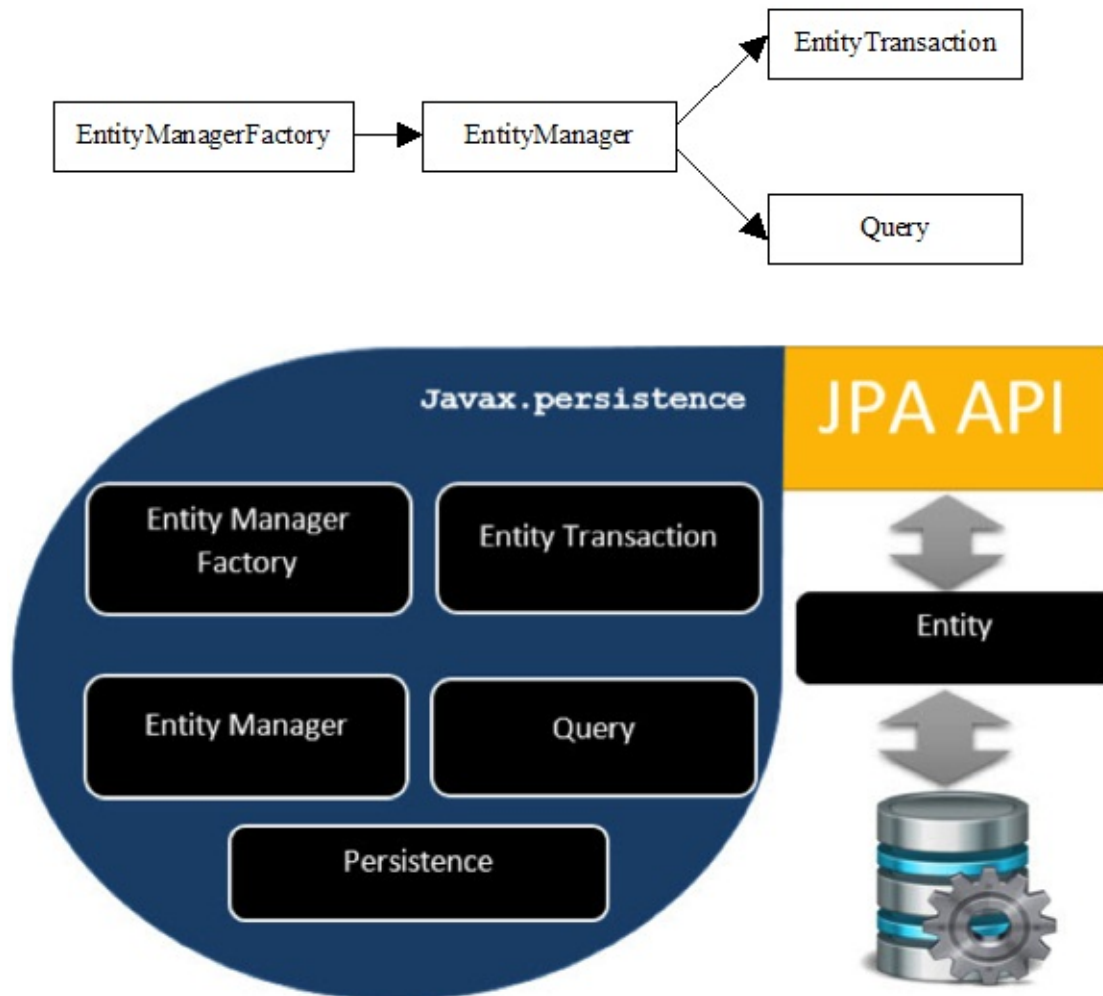 EntityTransaction
EntityManagerFactory
EntityManager
Query
Javax.persistence
JPA API
Entity Manager
Factory
Entity Transaction
Entity
Entity Manager
Query
Persistence